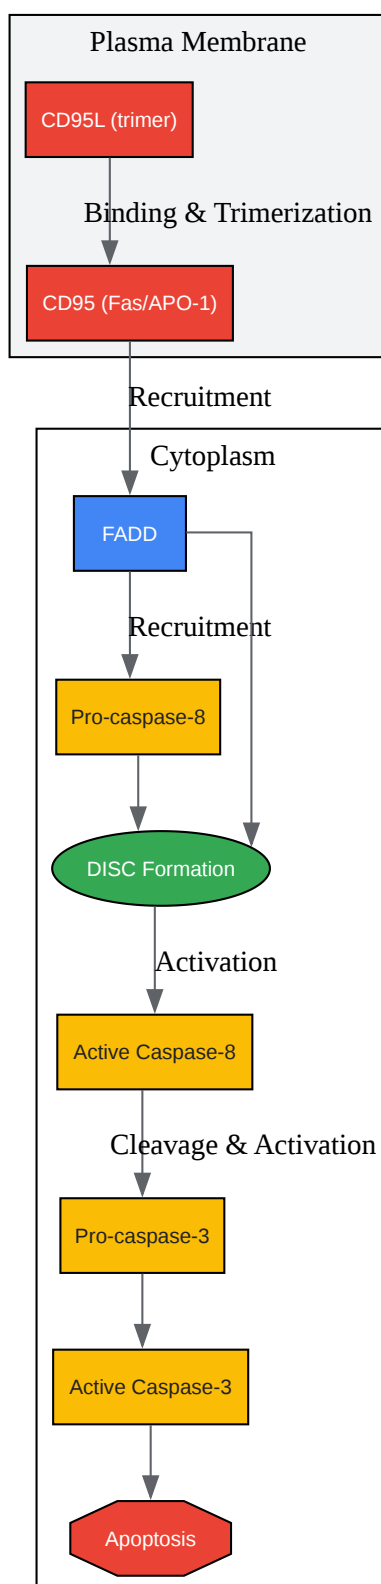 Plasma Membrane
CD95L (trimer)
Binding & Trimerization
CD95 (Fas/APO-1)
Recruitment
Cytoplasm
FADD
Recruitment
Pro-caspase-8
DISC Formation
Activation
Active Caspase-8
Cleavage & Activation
Pro-caspase-3
Active Caspase-3
Apoptosis